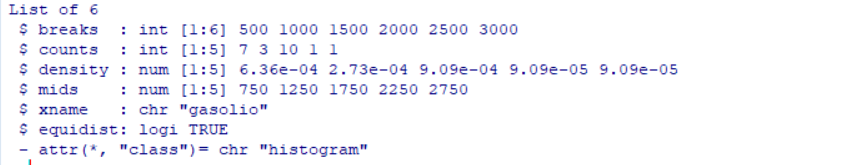 List of 6
 $ breaks  : int [1:6] 500 1000 1500 2000 2500 3000
 $ counts  : int [1:5] 7 3 10 1 1
 $ density : num [1:5] 6.36e-04 2.73e-04 9.09e-04 9.09e-05 9.09e-05
 $ mids    : num [1:5] 750 1250 1750 2250 2750
 $ xname   : chr "gasolio"
 $ equidist: logi TRUE
 - attr(*, "class")= chr "histogram"